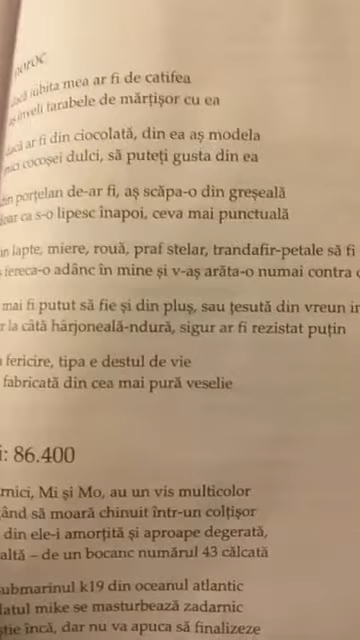 noroc
dacă iubita mea ar fi de catifea
aș înveli tarabele de mărțișor cu ea
dacă ar fi din ciocolată, din ea aș modela
mici cocoșei dulci, să puteți gusta din ea
din porțelan de-ar fi, aș scăpa-o din greșeală
doar ca s-o lipesc înapoi, ceva mai punctuală
in lapte, miere, rouă, praf stelar, trandafir-petale să fi
fereca-o adânc în mine și v-aș arăta-o numai contra
mai fi putut să fie și din pluș, sau țesută din vreun
r la câtă hârjoneală-ndură, sigur ar fi rezistat puțin
fericire, tipa e destul de vie
fabricată din cea mai pură veselie
i: 86.400
rnici, Mi și Mo, au un vis multicolor
ând să moară chinuit într-un colțișor
din ele-i amorțită și aproape degerată,
altă – de un bocanc numărul 43 călcată
submarinul k19 din oceanul atlantic
latul mike se masturbează zadarnic
știe încă, dar nu va apuca să finalizeze